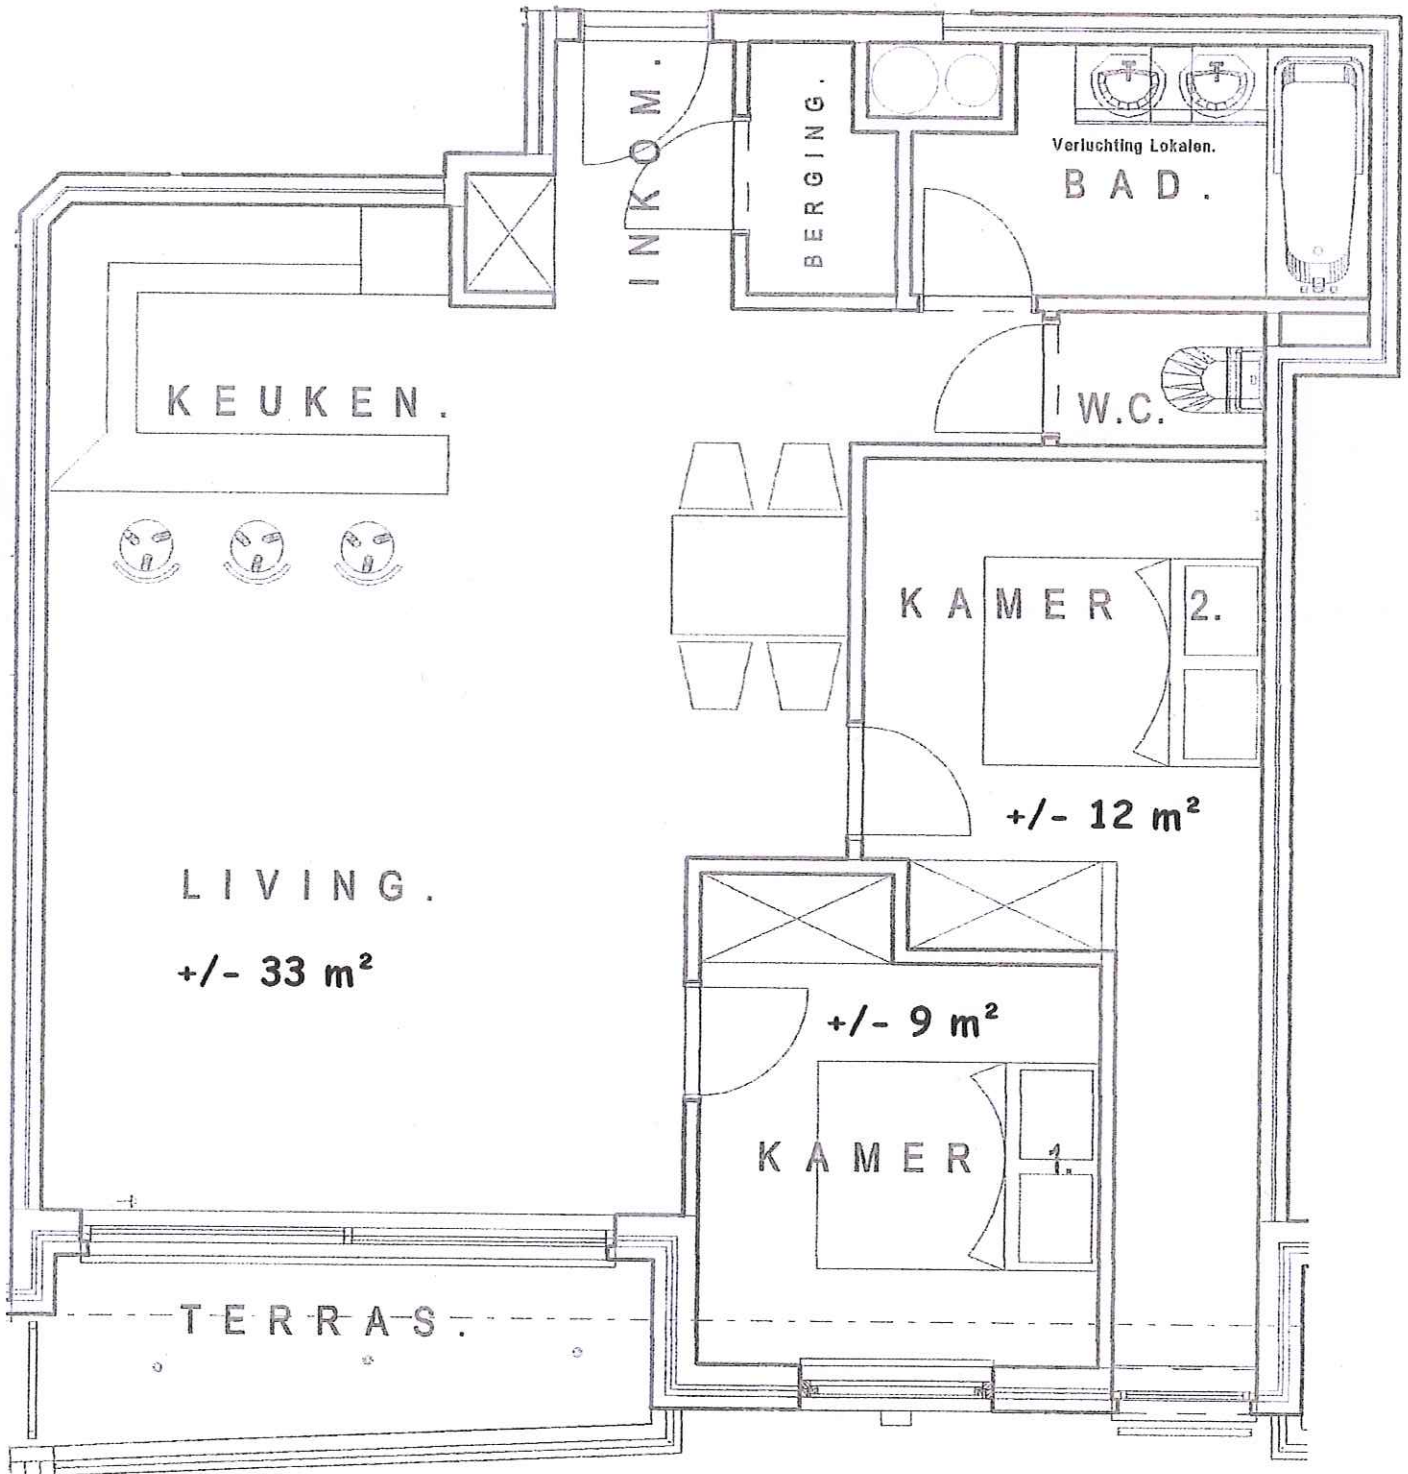 INKOM.
BERGING.
Verluchting Lokalen.
BAD.
KEUKEN.
W.C.
KAMER 2.
+/- 12 m²
LIVING.
+/- 33 m²
+/- 9 m²
KAMER 1.
TERRAS.